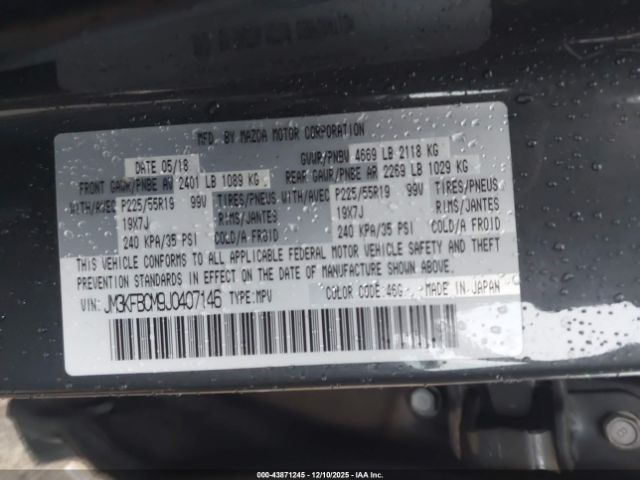 MFD. BY MAZDA MOTOR CORPORATION
DATE 05/18 GVWR/PNBV 4669 LB 2118 KG
FRONT GAWR/PNBE AV 2401 LB 1089 KG REAR GAWR/PNBE AR 2269 LB 1029 KG
WITH/AVEC P225/55R19 99V TIRES/PNEUS WITH/AVEC P225/55R19 99V TIRES/PNEUS
19X7J RIMS/JANTES 19X7J RIMS/JANTES
240 KPA/35 PSI COLD/A FROID 240 KPA/35 PSI COLD/A FROID
THIS VEHICLE CONFORMS TO ALL APPLICABLE FEDERAL MOTOR VEHICLE SAFETY AND THEFT
PREVENTION STANDARDS IN EFFECT ON THE DATE OF MANUFACTURE SHOWN ABOVE.
VIN: JM3KFBCM9J0407146 TYPE: MPV COLOR CODE: 46G MADE IN JAPAN
000-43871245 - 12/10/2025 - IAAI.com